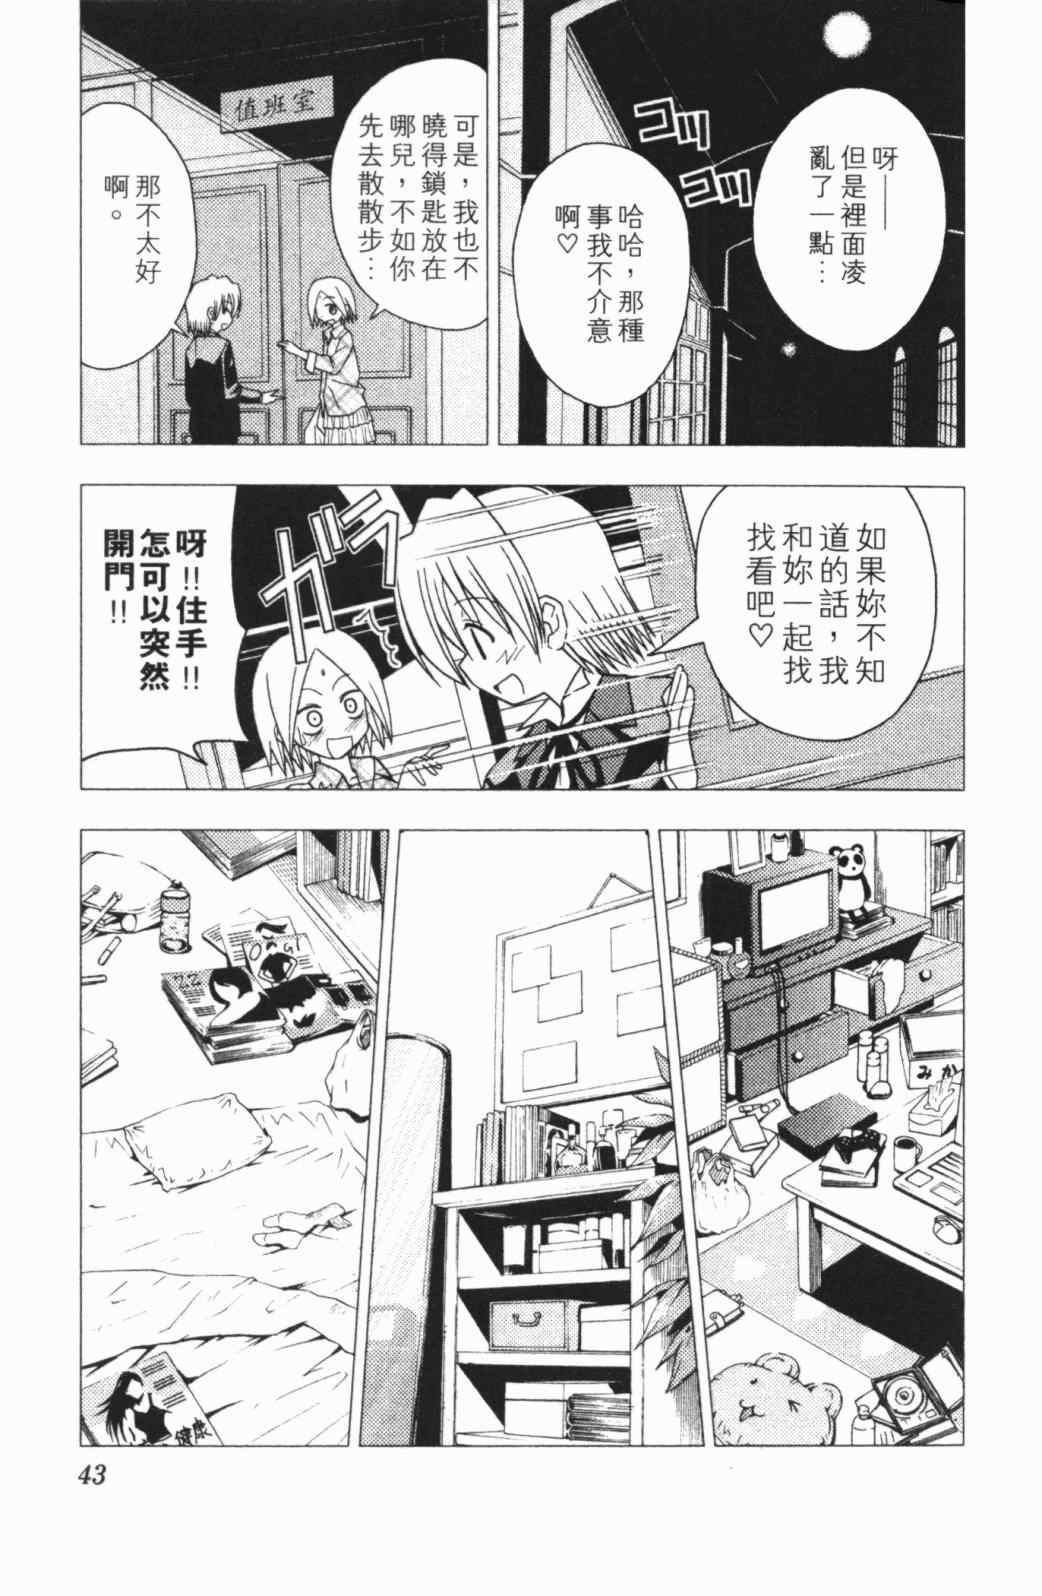 呀──
但是裡面凌
亂了一點…
コツ
コツ
哈哈，那種
事我不介意
啊♡
值班室
可是，我也不
曉得鎖匙放在
哪兒，不如你
先去散散步…
那不太好
啊。
如果妳不知
道的話，我
和妳一起找
找看吧♡
ガラ
呀!!住手!!
怎可以突然
開門!!
みか
ZZ
健康
43